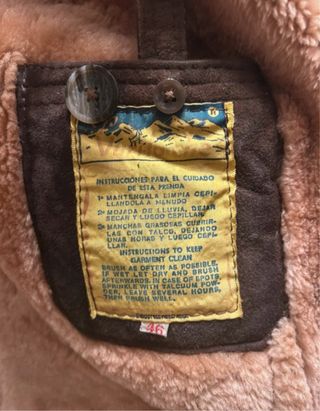 INSTRUCCIONES PARA EL CUIDADO
DE ESTA PRENDA
1º MANTENGALA LIMPIA CEPI-
LLANDOLA A MENUDO
2º MOJADA DE LLUVIA, DEJAR
SECAR Y LUEGO CEPILLAR.
3º MANCHAS GRASOSAS CUBRIR-
LAS CON TALCO, DEJANDO
UNAS HORAS Y LUEGO CEPI-
LLAR.
INSTRUCTIONS TO KEEP
GARMENT CLEAN
BRUSH AS OFTEN AS POSSIBLE,
IF WET LET DRY AND BRUSH
AFTERWARDS. IN CASE OF SPOTS,
SPRINKLE WITH TALCUM POW-
DER, LEAVE SEVERAL HOURS,
THEN BRUSH WELL.
46